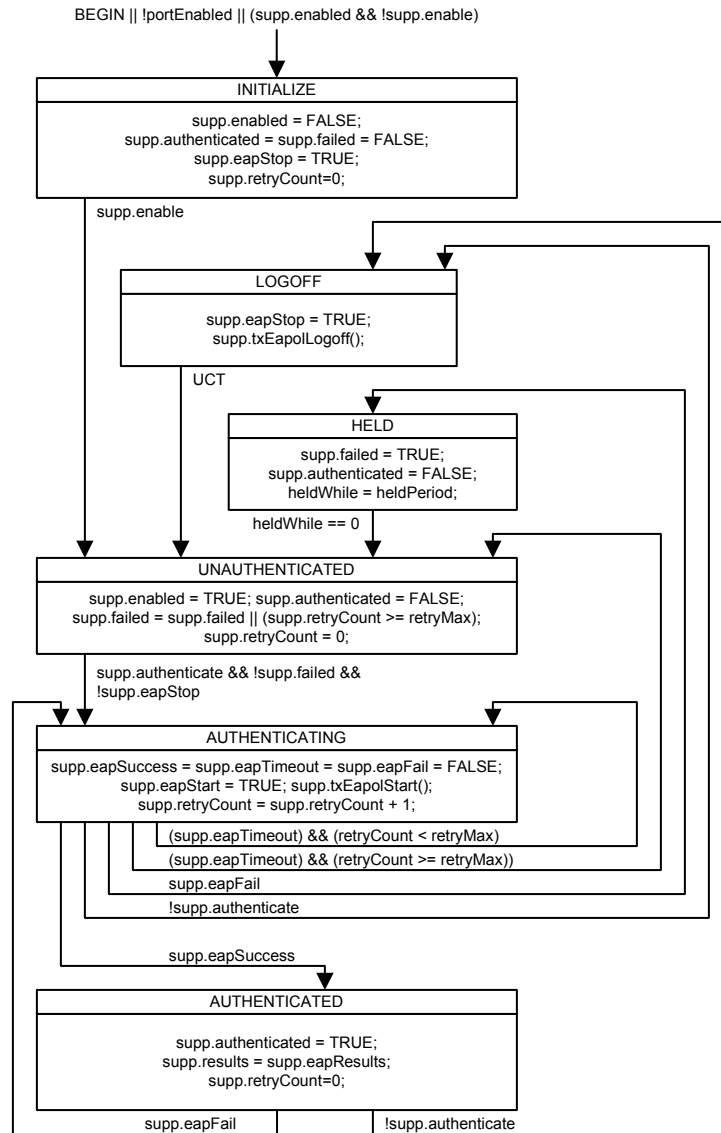 BEGIN || !portEnabled || (supp.enabled && !supp.enable)
INITIALIZE
supp.enabled = FALSE;
supp.authenticated = supp.failed = FALSE;
supp.eapStop = TRUE;
supp.retryCount=0;
supp.enable
LOGOFF
supp.eapStop = TRUE;
supp.txEapolLogoff();
UCT
HELD
supp.failed = TRUE;
supp.authenticated = FALSE;
heldWhile = heldPeriod;
heldWhile == 0
UNAUTHENTICATED
supp.enabled = TRUE; supp.authenticated = FALSE;
supp.failed = supp.failed || (supp.retryCount >= retryMax);
supp.retryCount = 0;
supp.authenticate && !supp.failed &&
!supp.eapStop
AUTHENTICATING
supp.eapSuccess = supp.eapTimeout = supp.eapFail = FALSE;
supp.eapStart = TRUE; supp.txEapolStart();
supp.retryCount = supp.retryCount + 1;
(supp.eapTimeout) && (retryCount < retryMax)
(supp.eapTimeout) && (retryCount >= retryMax))
supp.eapFail
!supp.authenticate
supp.eapSuccess
AUTHENTICATED
supp.authenticated = TRUE;
supp.results = supp.eapResults;
supp.retryCount=0;
supp.eapFail
!supp.authenticate